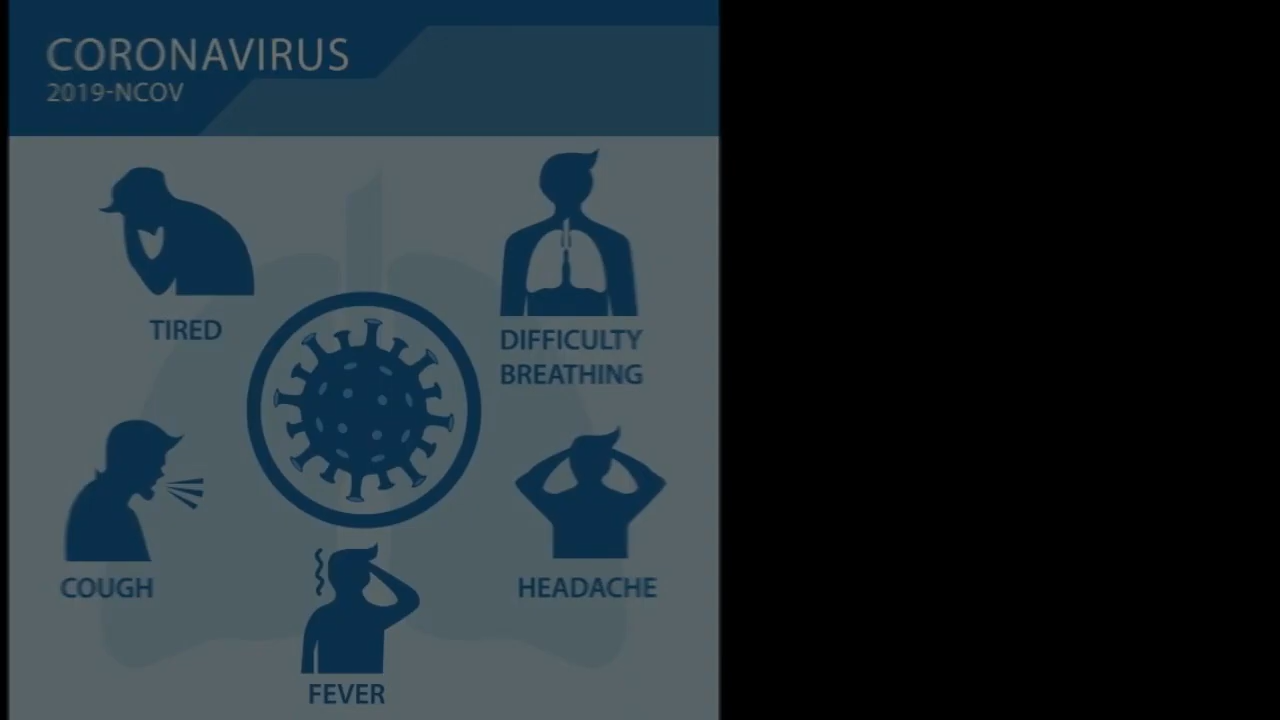 CORONAVIRUS
2019-NCOV
TIRED
DIFFICULTY
BREATHING
COUGH
HEADACHE
FEVER